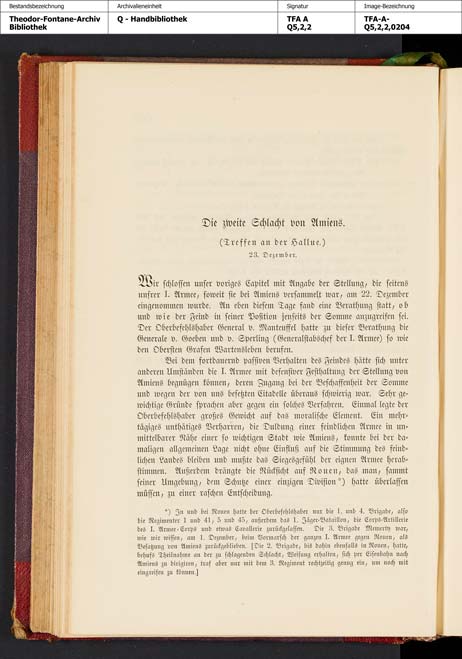 Bestandsbezeichnung
Archivalieneinheit
Signatur
Image-Bezeichnung
Theodor-Fontane-Archiv
Bibliothek
Q - Handbibliothek
TFA A
Q5,2,2
TFA-A-
Q5,2,2,0204
Die zweite Schlacht von Amiens.
(Treffen an der Hallue.)
23. Dezember.
Wir schlossen unser voriges Capitel mit Angabe der Stellung, die seitens
unsrer I. Armee, soweit sie bei Amiens versammelt war, am 22. Dezember
eingenommen wurde. An eben diesem Tage fand eine Berathung statt, ob
und wie der Feind in seiner Position jenseits der Somme anzugreifen sei.
Der Oberbefehlshaber General v. Manteuffel hatte zu dieser Berathung die
Generale v. Goeben und v. Sperling (Generalstabschef der I. Armee) so wie
den Obersten Grafen Wartensleben berufen.
Bei dem fortdauernd passiven Verhalten des Feindes hätte sich unter
anderen Umständen die I. Armee mit defensiver Festhaltung der Stellung von
Amiens begnügen können, deren Zugang bei der Beschaffenheit der Somme
und wegen der von uns besetzten Citadelle überaus schwierig war. Sehr ge-
wichtige Gründe sprachen aber gegen ein solches Verfahren. Einmal legte der
Oberbefehlshaber großes Gewicht auf das moralische Element. Ein mehr-
tägiges unthätiges Verharren, die Duldung einer feindlichen Armee in un-
mittelbarer Nähe einer so wichtigen Stadt wie Amiens, konnte bei der da-
maligen allgemeinen Lage nicht ohne Einfluß auf die Stimmung des feind-
lichen Landes bleiben und mußte das Siegesgefühl der eignen Armee herab-
stimmen. Außerdem drängte die Rücksicht auf Rouen, das man, sammt
seiner Umgebung, dem Schutze einer einzigen Division *) hatte überlassen
müssen, zu einer raschen Entscheidung.
*) In und bei Rouen hatte der Oberbefehlshaber nur die 1. und 4. Brigade, also
die Regimenter 1 und 41, 5 und 45, außerdem das 1. Jäger-Bataillon, die Corps-Artillerie
des I. Armee-Corps und etwas Cavallerie zurückgelassen. Die 3. Brigade Memerty war,
wie wir wissen, am 1. Dezember, beim Vormarsch der ganzen I. Armee gegen Rouen, als
Besatzung von Amiens zurückgeblieben. [Die 2. Brigade, bis dahin ebenfalls in Rouen, hatte,
behufs Theilnahme an der zu schlagenden Schlacht, Weisung erhalten, sich per Eisenbahn nach
Amiens zu dirigiren, traf aber nur mit dem 3. Regiment rechtzeitig genug ein, um noch mit
eingreifen zu können.]